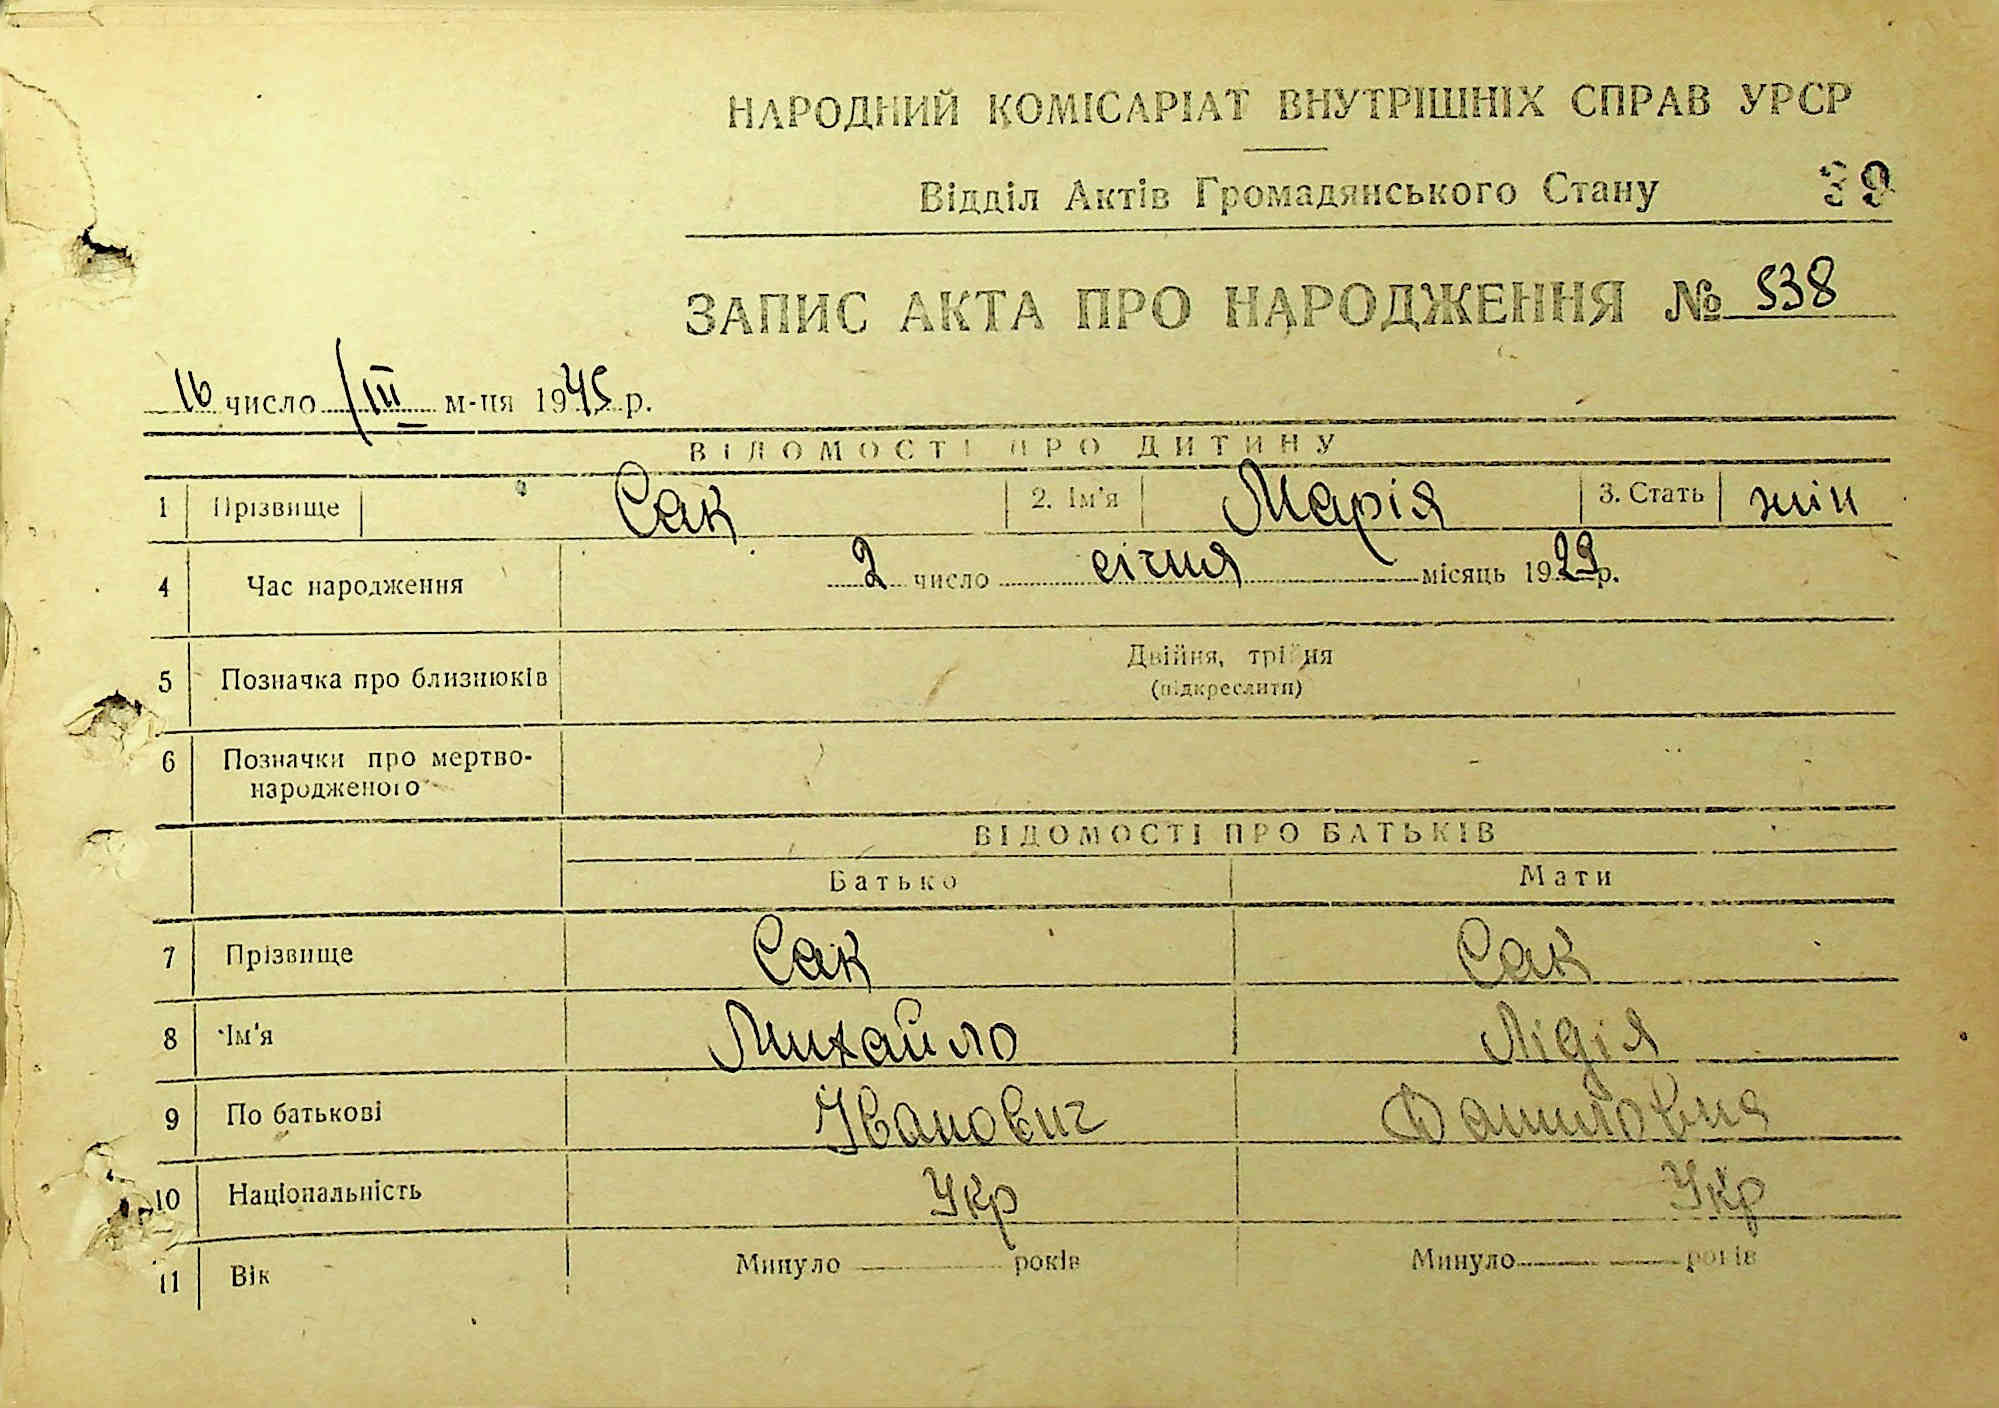 НАРОДНИЙ КОМІСАРІАТ ВНУТРІШНІХ СПРАВ УРСР
Відділ Актів Громадянського Стану 39
ЗАПИС АКТА ПРО НАРОДЖЕННЯ № 538
16 число III м-ця 1945 р.
ВІДОМОСТІ ПРО ДИТИНУ
1 Прізвище Сак 2. Ім'я Марія 3. Стать жін
4 Час народження 2 число січня місяць 1929 р.
5 Позначка про близнюків Двійня, трійня
(підкреслити)
6 Позначки про мертво-
народженого
ВІДОМОСТІ ПРО БАТЬКІВ
Батько Мати
7 Прізвище Сак Сак
8 Ім'я Михайло Лідія
9 По батькові Іванович Даниловна
10 Національність Укр Укр
11 Вік Минуло років Минуло років